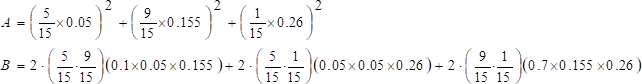 A = (5/15 × 0.05)² + (9/15 × 0.155)² + (1/15 × 0.26)²
B = 2 · (5/15 · 9/15)(0.1×0.05×0.155) + 2 · (5/15 · 1/15)(0.05×0.05×0.26) + 2 · (9/15 · 1/15)(0.7×0.155×0.26)